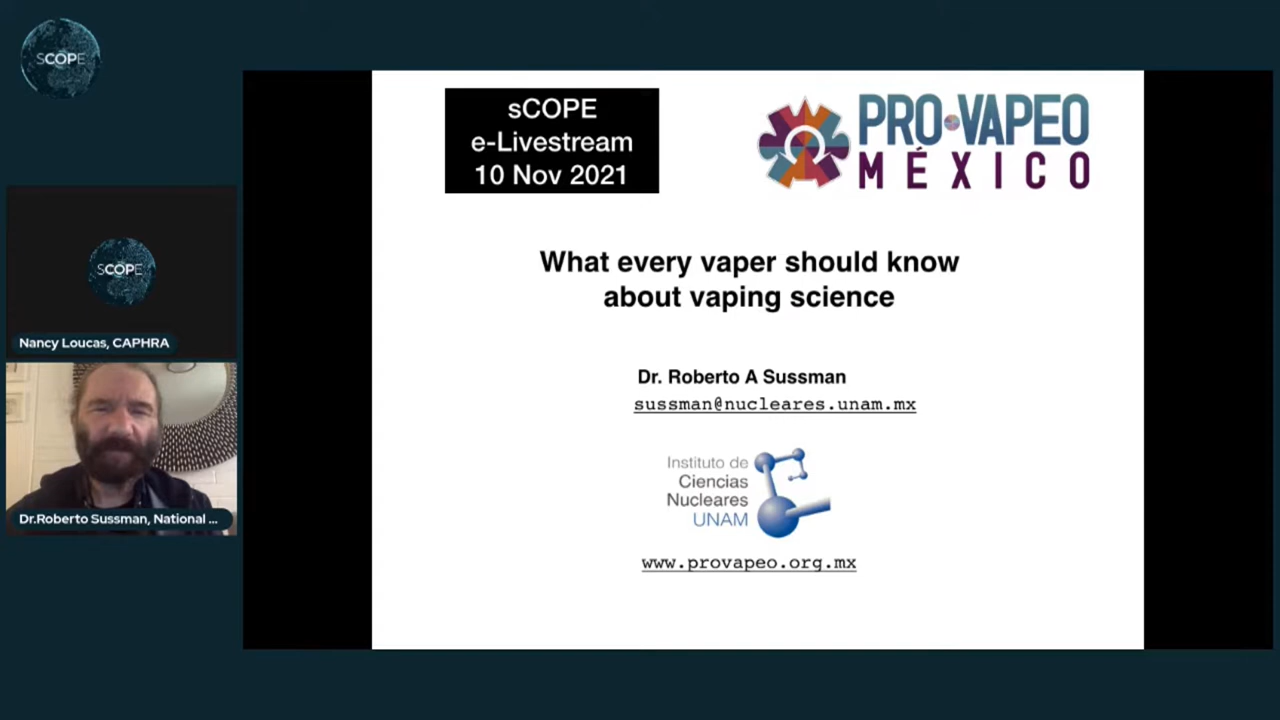 sCOPE
sCOPE
e-Livestream
10 Nov 2021
PRO VAPEO
MÉXICO
What every vaper should know
about vaping science
sCOPE
Nancy Loucas, CAPHRA
Dr. Roberto A Sussman
sussman@nucleares.unam.mx
Instituto de
Ciencias
Nucleares
UNAM
Dr.Roberto Sussman, National ...
www.provapeo.org.mx